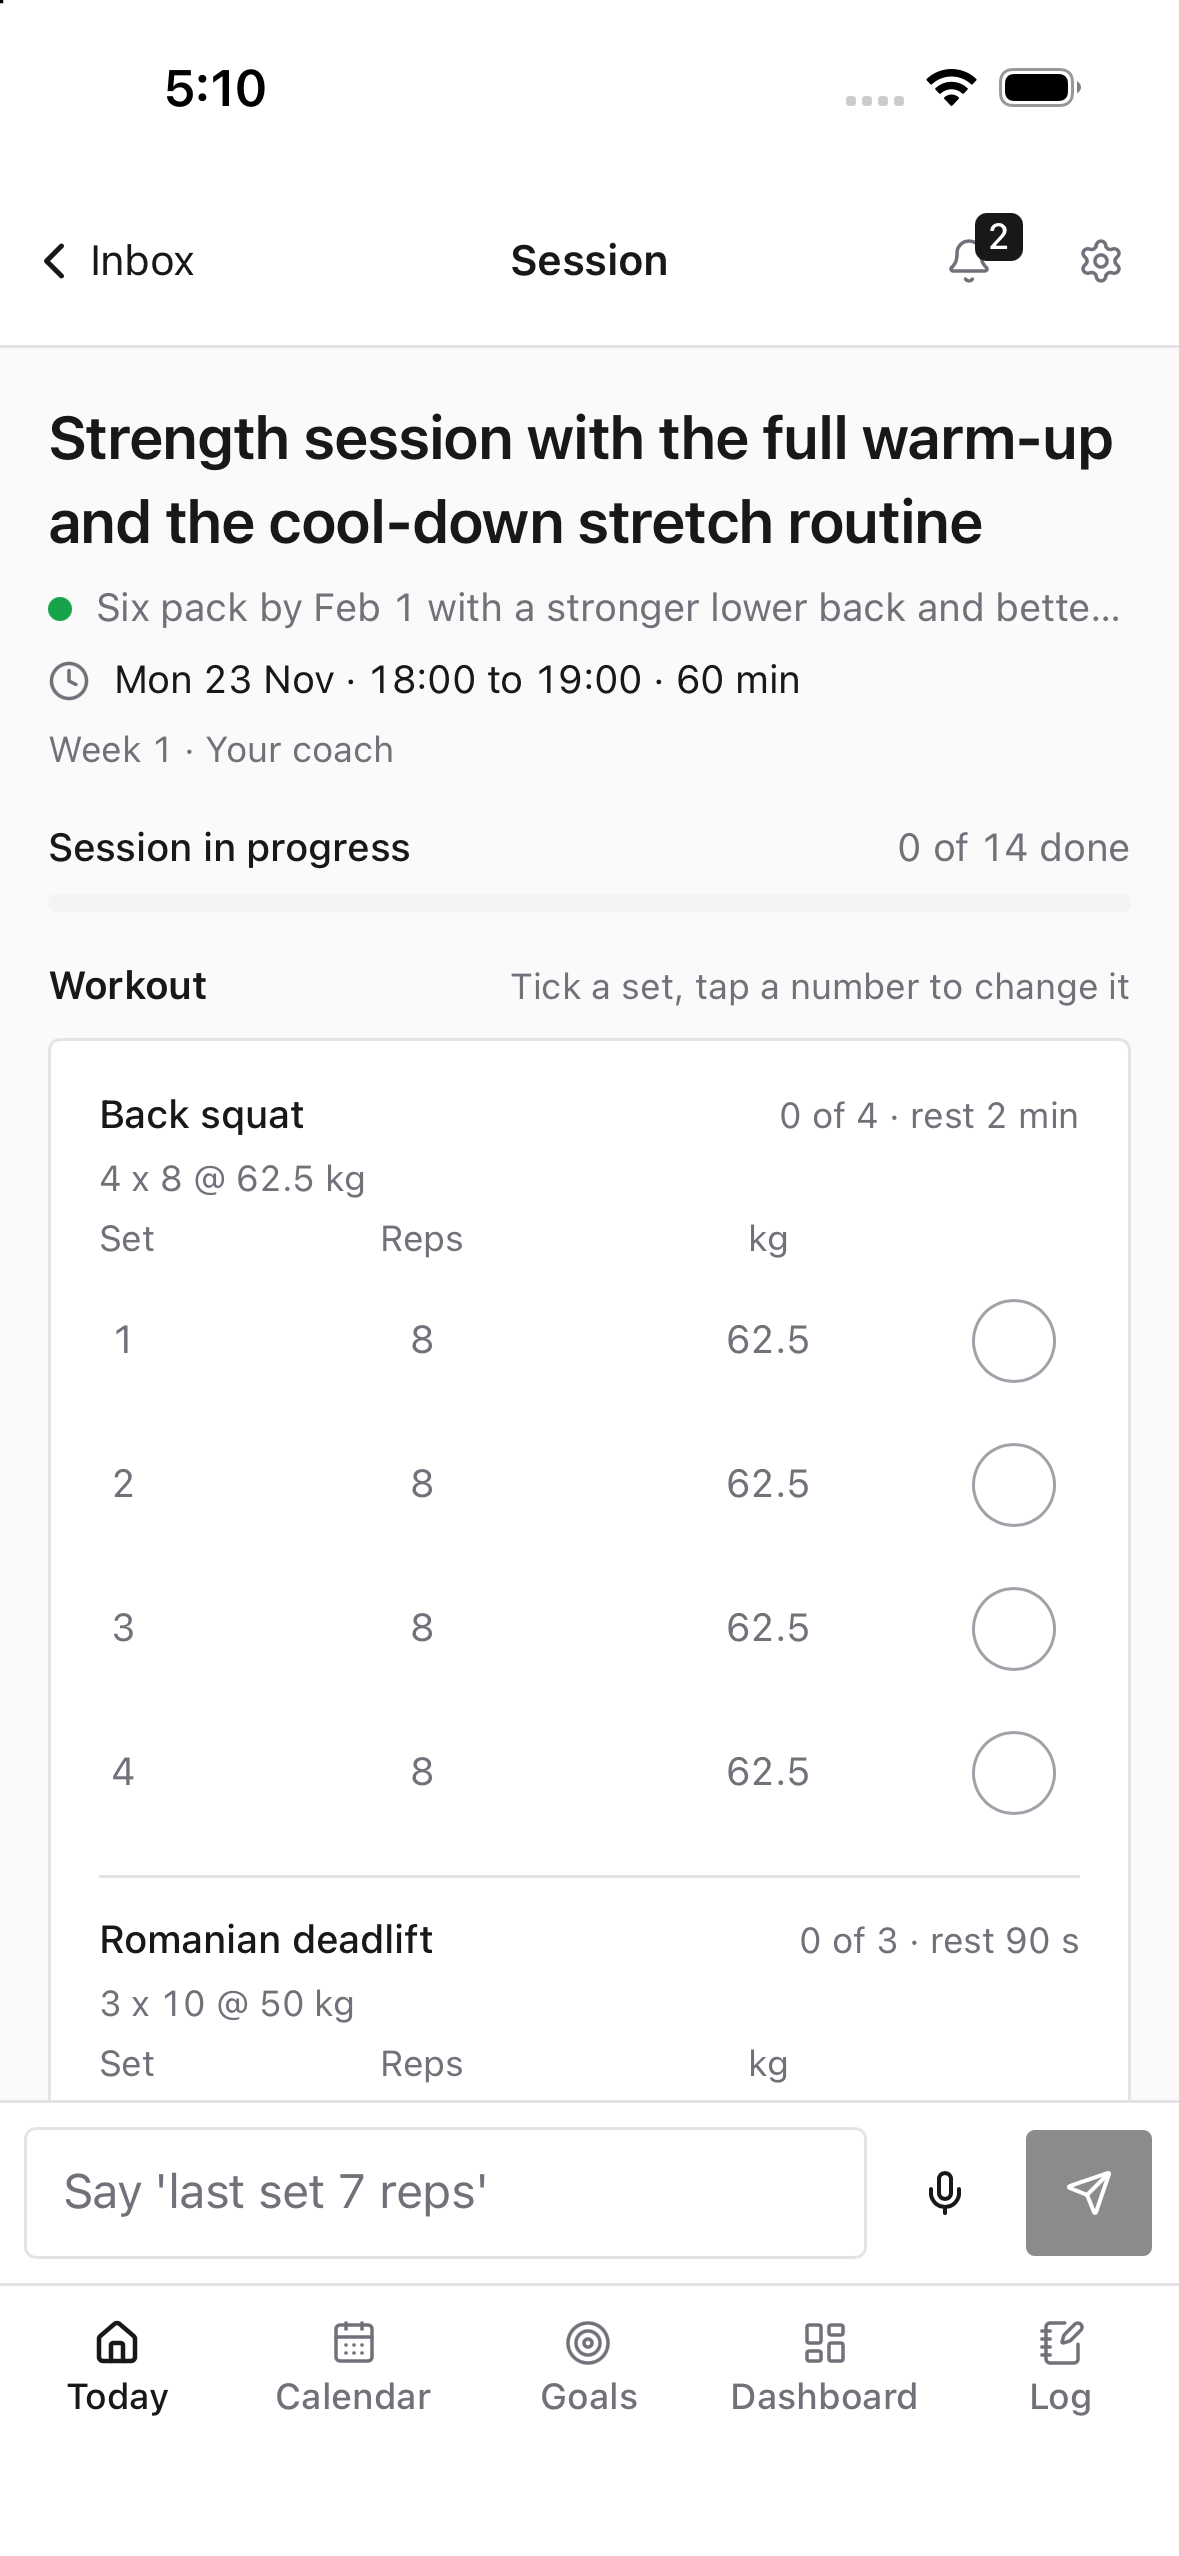 5:10
Inbox
Session
2
Strength session with the full warm-up
and the cool-down stretch routine
Six pack by Feb 1 with a stronger lower back and bette...
Mon 23 Nov · 18:00 to 19:00 · 60 min
Week 1 · Your coach
Session in progress
0 of 14 done
Workout
Tick a set, tap a number to change it
Back squat
0 of 4 · rest 2 min
4 x 8 @ 62.5 kg
Set Reps kg
1 8 62.5
2 8 62.5
3 8 62.5
4 8 62.5
Romanian deadlift
0 of 3 · rest 90 s
3 x 10 @ 50 kg
Set Reps kg
Say 'last set 7 reps'
Today Calendar Goals Dashboard Log